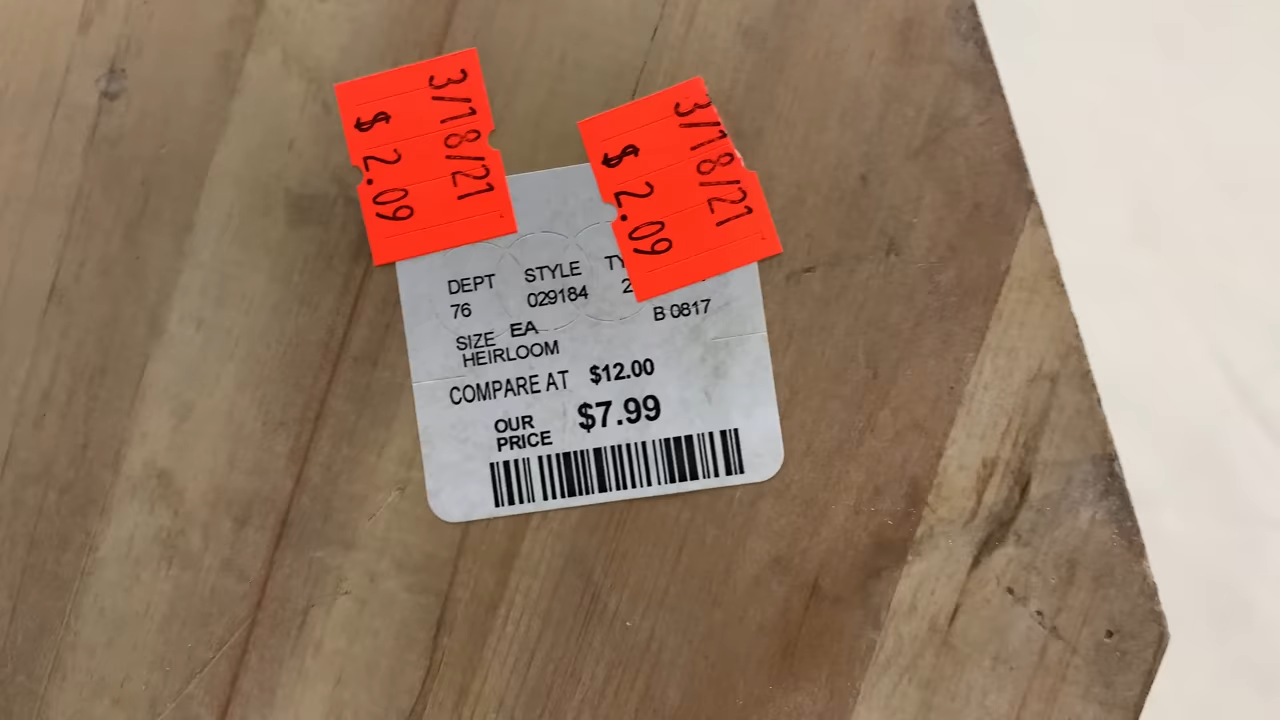 3/18/21
$ 2.09
3/18/21
$ 2.09
DEPT STYLE
76 029184
B 0817
SIZE EA
HEIRLOOM
COMPARE AT $12.00
OUR PRICE $7.99